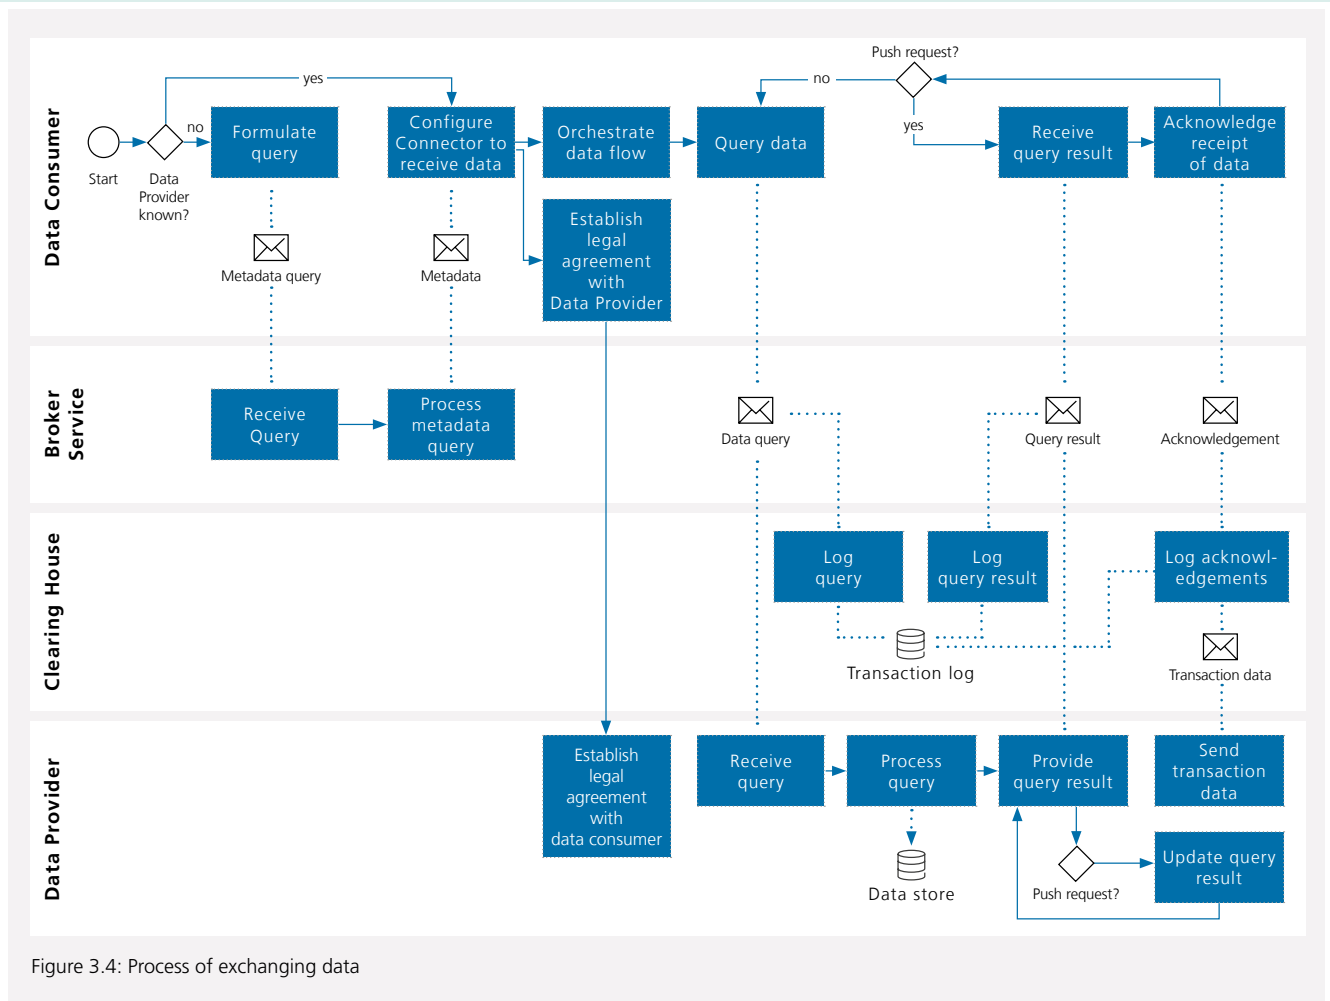 Data Consumer
Start
Data
Provider
known?
yes
no
Formulate
query
Configure
Connector to
receive data
Orchestrate
data flow
Query data
Push request?
no
yes
Receive
query result
Acknowledge
receipt
of data
Establish
legal
agreement
with
Data Provider
Metadata query
Metadata
Broker
Service
Receive
Query
Process
metadata
query
Data query
Query result
Acknowledgement
Clearing House
Log
query
Log
query result
Log acknowl-
edgements
Transaction log
Transaction data
Data Provider
Establish
legal
agreement
with
data consumer
Receive
query
Process
query
Provide
query result
Send
transaction
data
Data store
Push request?
Update query
result
Figure 3.4: Process of exchanging data